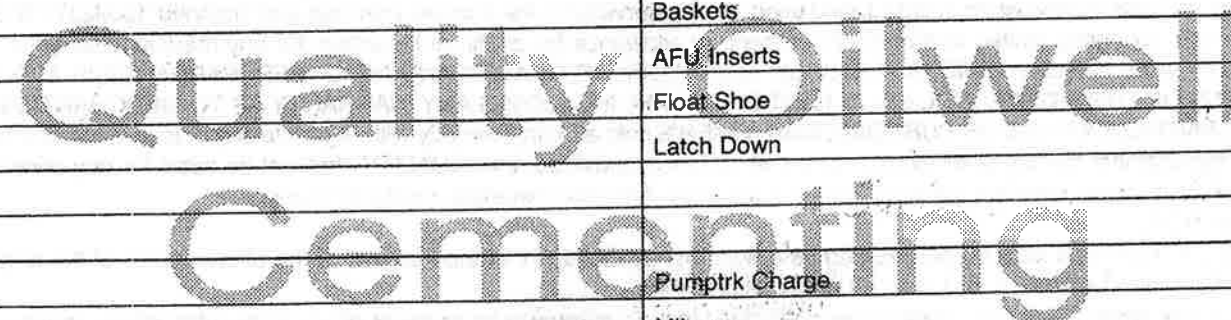 Baskets
Quality Oilwell
AFU Inserts
Float Shoe
Latch Down
Cementing
Pumptrk Charge